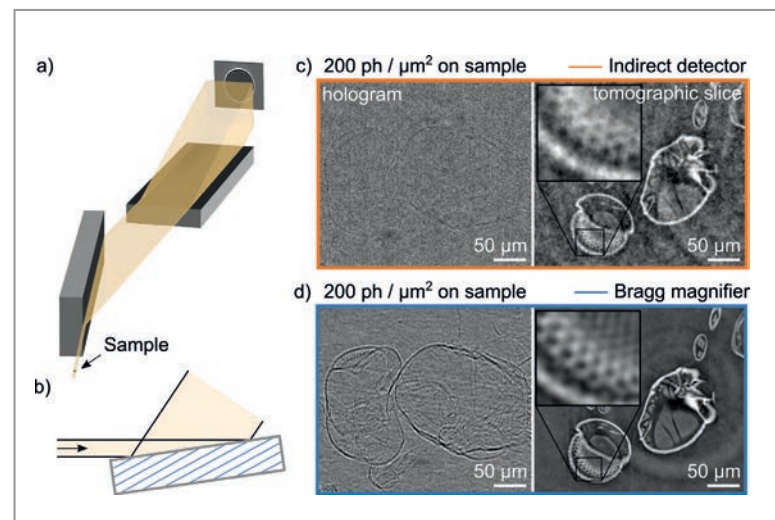 a)
Sample
b)
c) 200 ph / μm² on sample
Indirect detector
hologram
tomographic slice
50 μm
50 μm
d) 200 ph / μm² on sample
Bragg magnifier
50 μm
50 μm